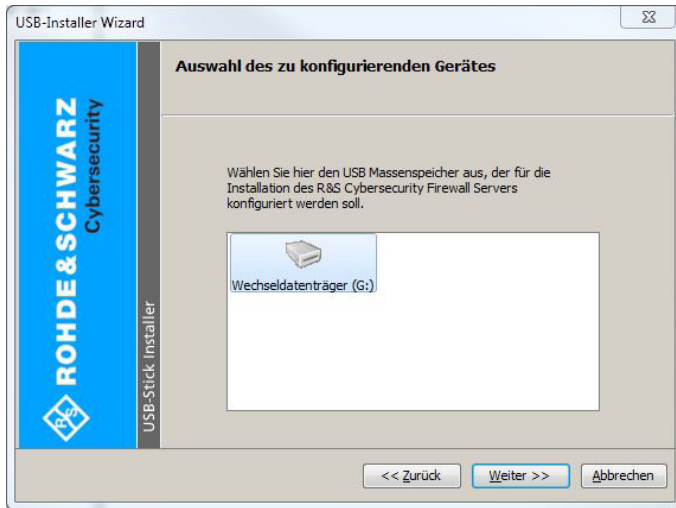 USB-Installer Wizard
Auswahl des zu konfigurierenden Gerätes
ROHDE & SCHWARZ
Cybersecurity
R&S
USB-Stick Installer
Wählen Sie hier den USB Massenspeicher aus, der für die
Installation des R&S Cybersecurity Firewall Servers
konfiguriert werden soll.
Wechseldatenträger (G:)
<< Zurück
Weiter >>
Abbrechen